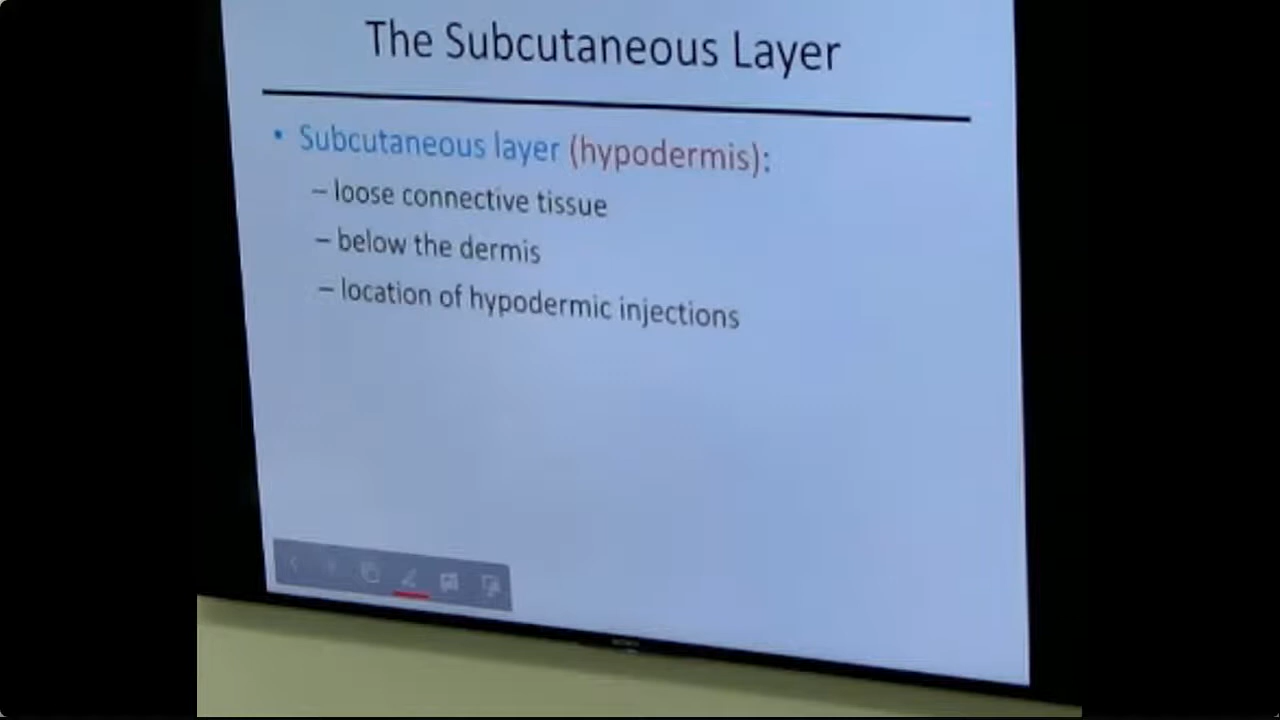 The Subcutaneous Layer
• Subcutaneous layer (hypodermis):
– loose connective tissue
– below the dermis
– location of hypodermic injections